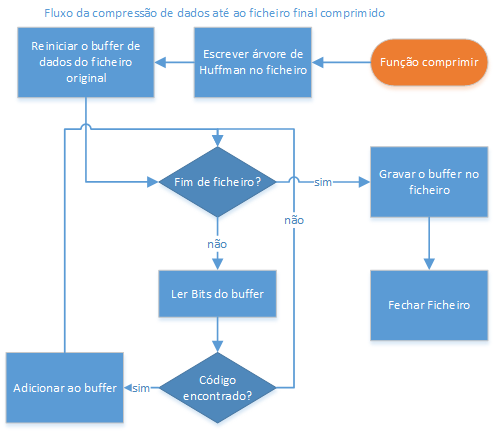 Fluxo da compressão de dados até ao ficheiro final comprimido
Reiniciar o buffer de
dados do ficheiro
original
Escrever árvore de
Huffman no ficheiro
Função comprimir
Fim de ficheiro?
sim
Gravar o buffer no
ficheiro
não
não
Ler Bits do buffer
Fechar Ficheiro
Adicionar ao buffer
sim
Código
encontrado?